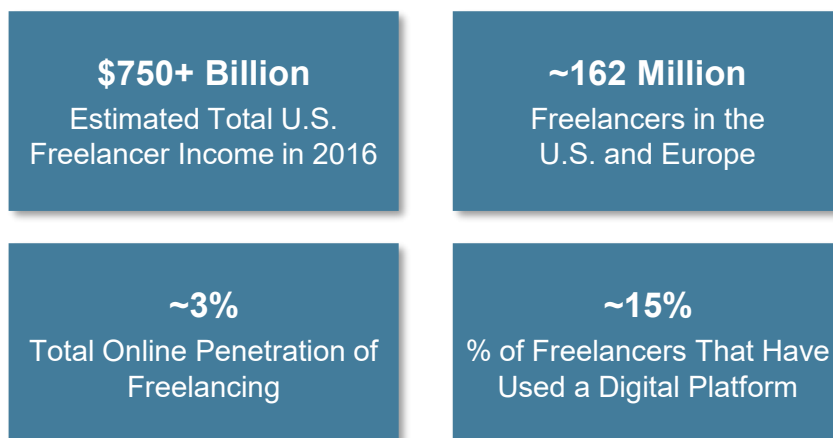 $750+ Billion
Estimated Total U.S.
Freelancer Income in 2016
~162 Million
Freelancers in the
U.S. and Europe
~3%
Total Online Penetration of
Freelancing
~15%
% of Freelancers That Have
Used a Digital Platform